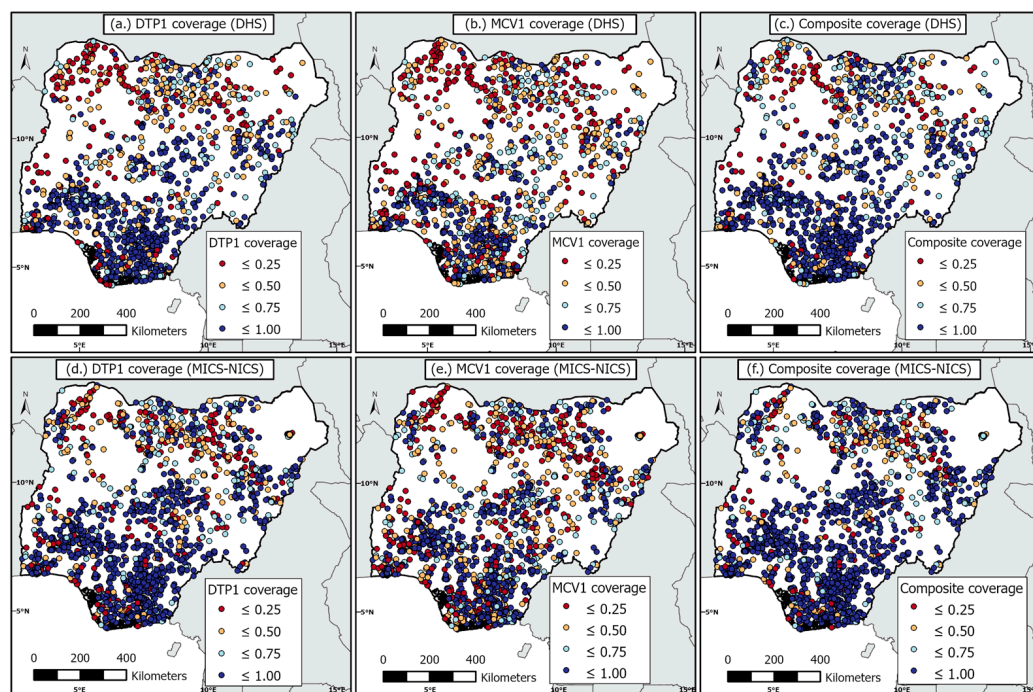 (a.) DTP1 coverage (DHS)
N
10°N
5°N
DTP1 coverage
≤ 0.25
≤ 0.50
≤ 0.75
≤ 1.00
0 200 400
Kilometers
5°E 10°E 15°E
(b.) MCV1 coverage (DHS)
N
10°N
5°N
MCV1 coverage
≤ 0.25
≤ 0.50
≤ 0.75
≤ 1.00
0 200 400
Kilometers
5°E 10°E 15°E
(c.) Composite coverage (DHS)
N
10°N
5°N
Composite coverage
≤ 0.25
≤ 0.50
≤ 0.75
≤ 1.00
0 200 400
Kilometers
5°E 10°E 15°E
(d.) DTP1 coverage (MICS-NICS)
N
10°N
5°N
DTP1 coverage
≤ 0.25
≤ 0.50
≤ 0.75
≤ 1.00
0 200 400
Kilometers
5°E 10°E 15°E
(e.) MCV1 coverage (MICS-NICS)
N
10°N
5°N
MCV1 coverage
≤ 0.25
≤ 0.50
≤ 0.75
≤ 1.00
0 200 400
Kilometers
5°E 10°E 15°E
(f.) Composite coverage (MICS-NICS)
N
10°N
5°N
Composite coverage
≤ 0.25
≤ 0.50
≤ 0.75
≤ 1.00
0 200 400
Kilometers
5°E 10°E 15°E